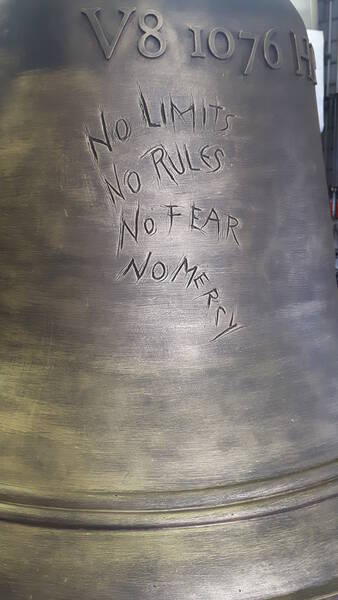 V8 1076 H
No LIMITS
No RULES
No FEAR
No MERCY